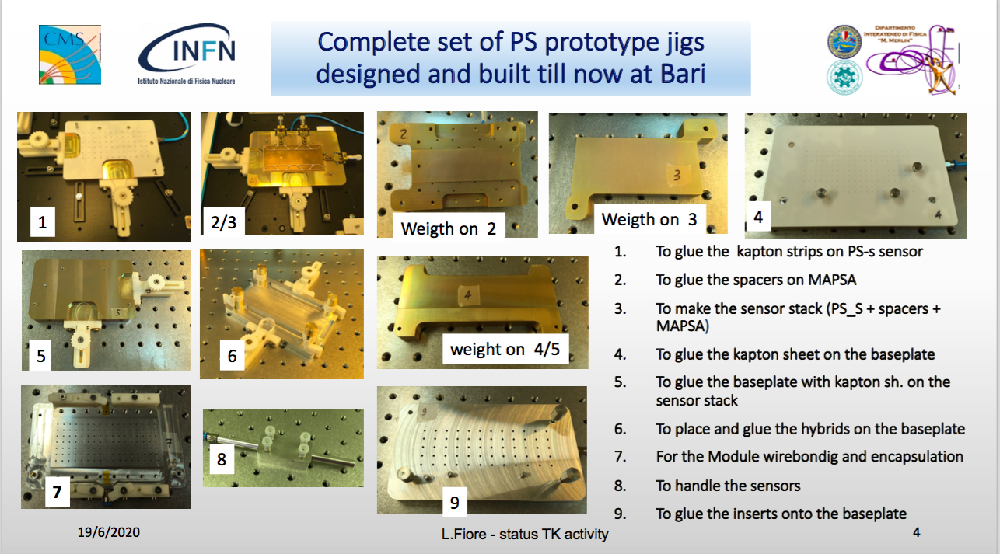 CMS
INFN
Istituto Nazionale di Fisica Nucleare
Complete set of PS prototype jigs
designed and built till now at Bari
DIPARTIMENTO
INTERATENEO DI FISICA
"M. MERLIN"
1
1
2/3
2
Weigth on 2
3
Weigth on 3
4
4
5
5
6
4
weight on 4/5
7
8
9
9
1. To glue the kapton strips on PS-s sensor
2. To glue the spacers on MAPSA
3. To make the sensor stack (PS_S + spacers +
MAPSA)
4. To glue the kapton sheet on the baseplate
5. To glue the baseplate with kapton sh. on the
sensor stack
6. To place and glue the hybrids on the baseplate
7. For the Module wirebondig and encapsulation
8. To handle the sensors
9. To glue the inserts onto the baseplate
19/6/2020
L.Fiore - status TK activity
4